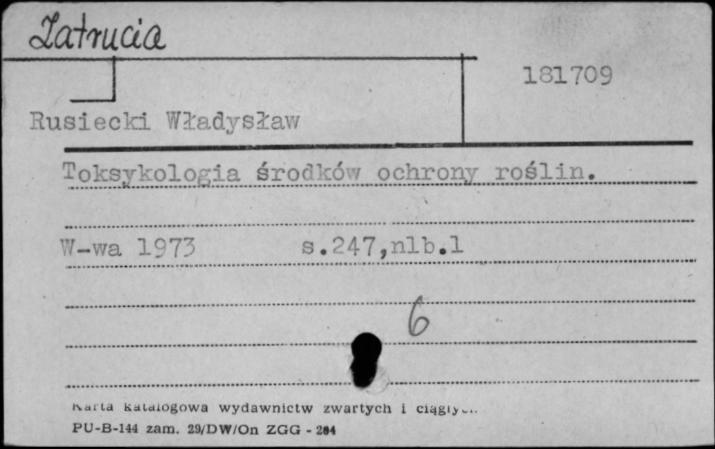 Zatrucia
181709
Rusiecki Władysław
Toksykologia środków ochrony roślin.
W-wa 1973 s.247,nlb.1
6
Karta katalogowa wydawnictw zwartych i
PU-B-144 zam. 29/DW/On ZGG - 284